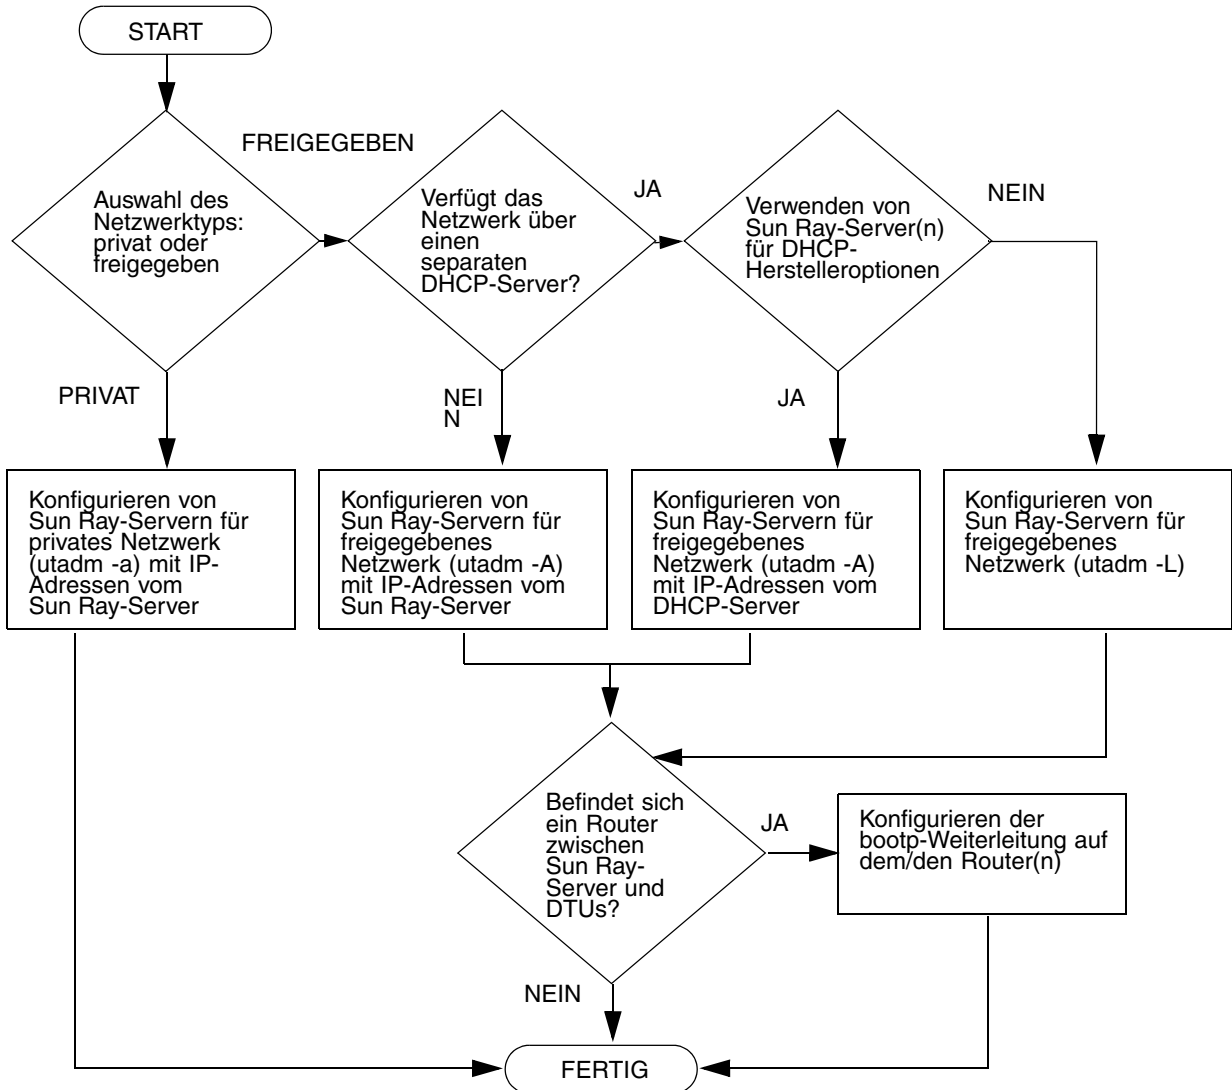 START
FREIGEGEBEN
Auswahl des
Netzwerktyps:
privat oder
freigegeben
Verfügt das
Netzwerk über
einen
separaten
DHCP-Server?
JA
Verwenden von
Sun Ray-Server(n)
für DHCP-
Herstelleroptionen
NEIN
PRIVAT
NEI
N
JA
Konfigurieren von
Sun Ray-Servern für
privates Netzwerk
(utadm -a) mit IP-
Adressen vom
Sun Ray-Server
Konfigurieren von
Sun Ray-Servern für
freigegebenes
Netzwerk (utadm -A)
mit IP-Adressen vom
Sun Ray-Server
Konfigurieren von
Sun Ray-Servern für
freigegebenes
Netzwerk (utadm -A)
mit IP-Adressen vom
DHCP-Server
Konfigurieren von
Sun Ray-Servern für
freigegebenes
Netzwerk (utadm -L)
Befindet sich
ein Router
zwischen
Sun Ray-
Server und
DTUs?
JA
Konfigurieren der
bootp-Weiterleitung auf
dem/den Router(n)
NEIN
FERTIG